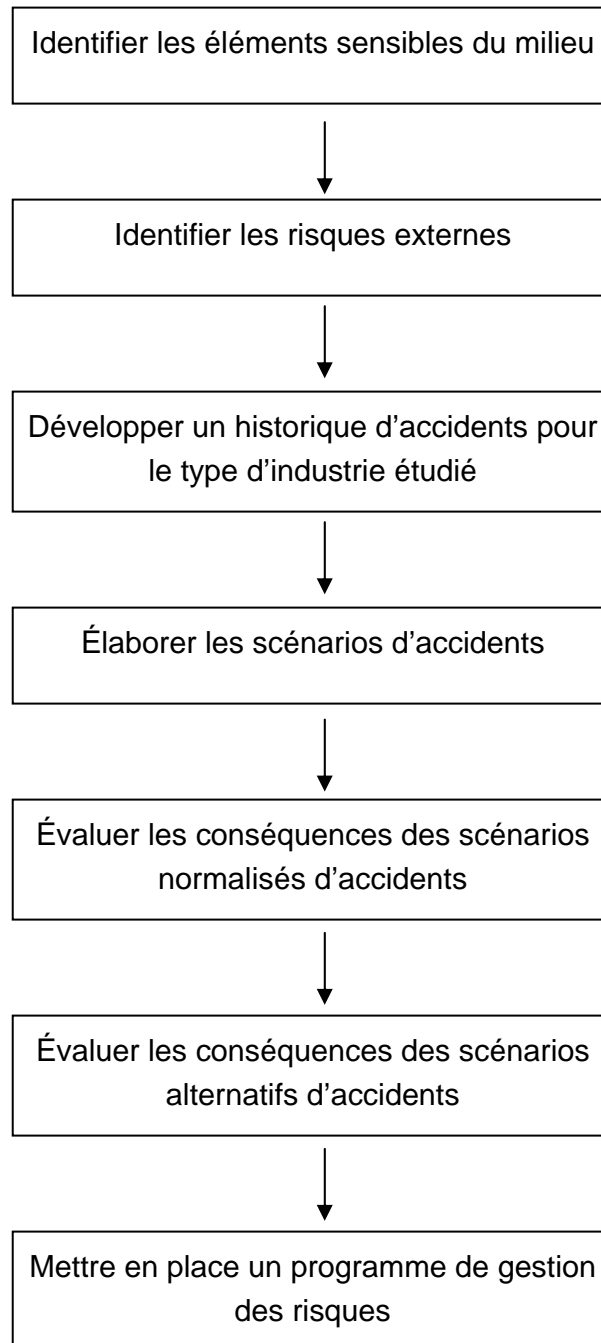 Identifier les éléments sensibles du milieu
Identifier les risques externes
Développer un historique d’accidents pour
le type d’industrie étudié
Élaborer les scénarios d’accidents
Évaluer les conséquences des scénarios
normalisés d’accidents
Évaluer les conséquences des scénarios
alternatifs d’accidents
Mettre en place un programme de gestion
des risques